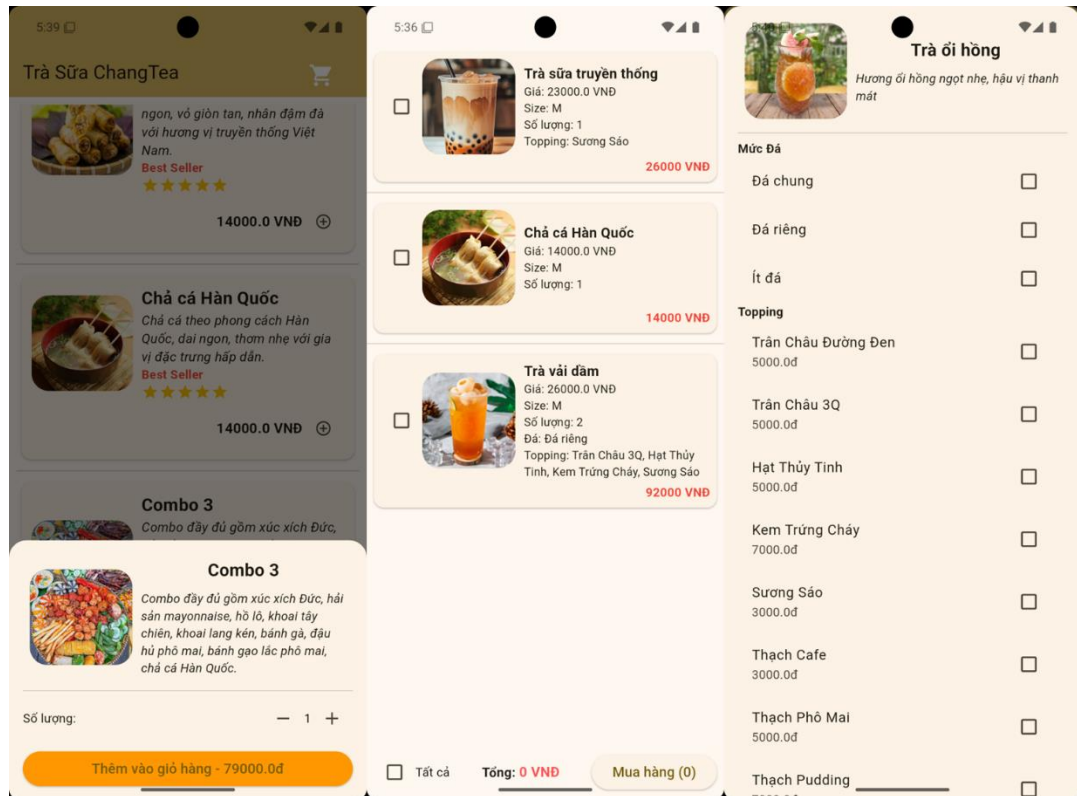 5:39
Trà Sữa ChangTea
ngon, vỏ giòn tan, nhân đậm đà
với hương vị truyền thống Việt
Nam.
Best Seller
14000.0 VNĐ
Chả cá Hàn Quốc
Chả cá theo phong cách Hàn
Quốc, dai ngon, thơm nhẹ với gia
vị đặc trưng hấp dẫn.
Best Seller
14000.0 VNĐ
Combo 3
Combo đầy đủ gồm xúc xích Đức,
Combo 3
Combo đầy đủ gồm xúc xích Đức, hải
sản mayonnaise, hồ lô, khoai tây
chiên, khoai lang kén, bánh gà, đậu
hủ phô mai, bánh gạo lắc phô mai,
chả cá Hàn Quốc.
Số lượng:
1
Thêm vào giỏ hàng - 79000.0đ
5:36
Trà sữa truyền thống
Giá: 23000.0 VNĐ
Size: M
Số lượng: 1
Topping: Sương Sáo
26000 VNĐ
Chả cá Hàn Quốc
Giá: 14000.0 VNĐ
Size: M
Số lượng: 1
14000 VNĐ
Trà vải dầm
Giá: 26000.0 VNĐ
Size: M
Số lượng: 2
Đá: Đá riêng
Topping: Trân Châu 3Q, Hạt Thủy
Tinh, Kem Trứng Cháy, Sương Sáo
92000 VNĐ
Tất cả
Tổng: 0 VNĐ
Mua hàng (0)
Trà ổi hồng
Hương ổi hồng ngọt nhẹ, hậu vị thanh
mát
Mức Đá
Đá chung
Đá riêng
Ít đá
Topping
Trân Châu Đường Đen
5000.0đ
Trân Châu 3Q
5000.0đ
Hạt Thủy Tinh
5000.0đ
Kem Trứng Cháy
7000.0đ
Sương Sáo
3000.0đ
Thạch Cafe
3000.0đ
Thạch Phô Mai
5000.0đ
Thạch Pudding